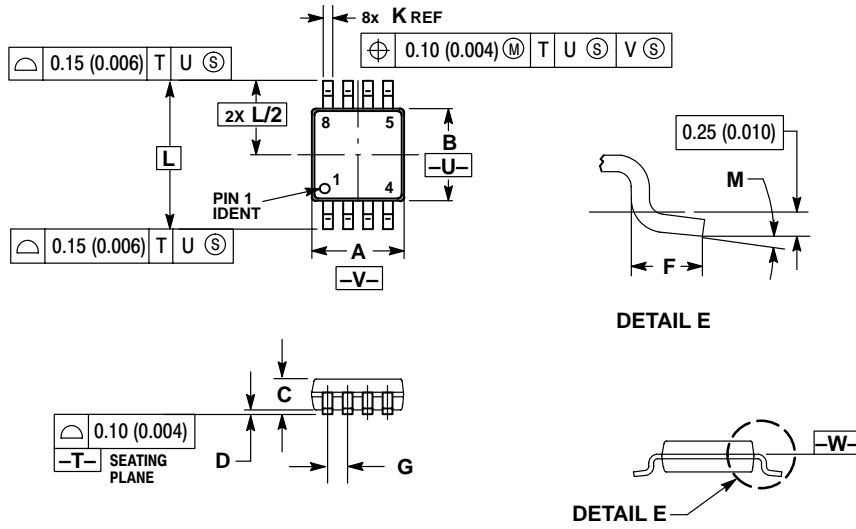 8x K REF
0.10 (0.004) Ⓜ T U Ⓢ V Ⓢ
0.15 (0.006) T U Ⓢ
2X L/2
L
8 5
B
–U–
1 4
PIN 1
IDENT
0.15 (0.006) T U Ⓢ
A
–V–
0.25 (0.010)
M
F
DETAIL E
C
0.10 (0.004)
–T– SEATING
PLANE
D
G
–W–
DETAIL E